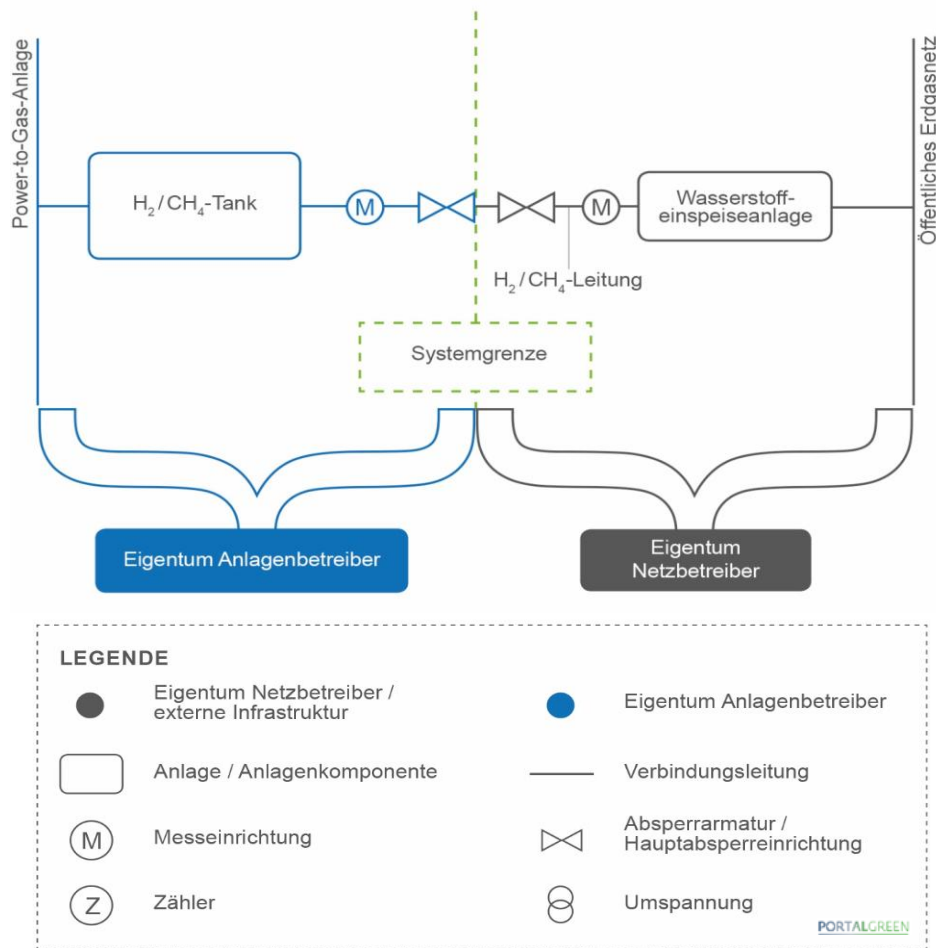 Power-to-Gas-Anlage
H₂/CH₄-Tank
M
M
Wasserstoff-
einspeiseanlage
Öffentliches Erdgasnetz
H₂/CH₄-Leitung
Systemgrenze
Eigentum Anlagenbetreiber
Eigentum
Netzbetreiber
LEGENDE
Eigentum Netzbetreiber /
externe Infrastruktur
Eigentum Anlagenbetreiber
Anlage / Anlagenkomponente
Verbindungsleitung
M
Messeinrichtung
Absperrarmatur /
Hauptabsperreinrichtung
Z
Zähler
Umspannung
PORTALGREEN